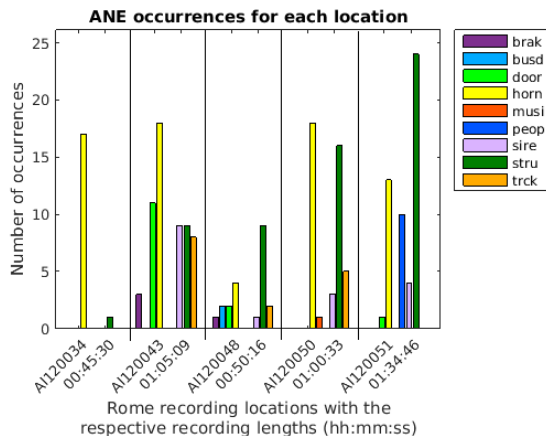 ANE occurrences for each location
Number of occurrences
25
20
15
10
5
0
AI120034
00:45:30
AI120043
01:05:09
AI120048
00:50:16
AI120050
01:00:33
AI120051
01:34:46
Rome recording locations with the
respective recording lengths (hh:mm:ss)
brak
busd
door
horn
musi
peop
sire
stru
trck